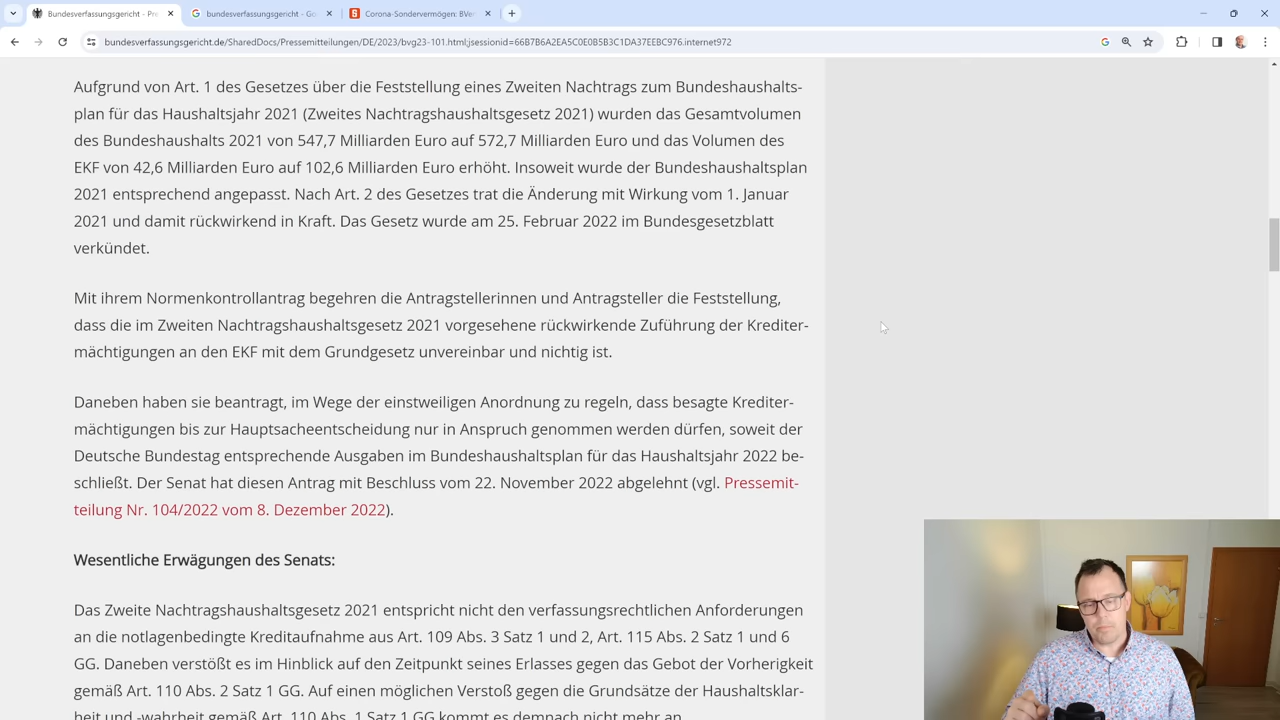 Bundesverfassungsgericht - Pre
bundesverfassungsgericht - Go
Corona-Sondervermögen: BVer
bundesverfassungsgericht.de/SharedDocs/Pressemitteilungen/DE/2023/bvg23-101.html;jsessionid=66B7B6A2EA5C0E0B5B3C1DA37EEBC976.internet972
Aufgrund von Art. 1 des Gesetzes über die Feststellung eines Zweiten Nachtrags zum Bundeshaushalts-
plan für das Haushaltsjahr 2021 (Zweites Nachtragshaushaltsgesetz 2021) wurden das Gesamtvolumen
des Bundeshaushalts 2021 von 547,7 Milliarden Euro auf 572,7 Milliarden Euro und das Volumen des
EKF von 42,6 Milliarden Euro auf 102,6 Milliarden Euro erhöht. Insoweit wurde der Bundeshaushaltsplan
2021 entsprechend angepasst. Nach Art. 2 des Gesetzes trat die Änderung mit Wirkung vom 1. Januar
2021 und damit rückwirkend in Kraft. Das Gesetz wurde am 25. Februar 2022 im Bundesgesetzblatt
verkündet.
Mit ihrem Normenkontrollantrag begehren die Antragstellerinnen und Antragsteller die Feststellung,
dass die im Zweiten Nachtragshaushaltsgesetz 2021 vorgesehene rückwirkende Zuführung der Krediter-
mächtigungen an den EKF mit dem Grundgesetz unvereinbar und nichtig ist.
Daneben haben sie beantragt, im Wege der einstweiligen Anordnung zu regeln, dass besagte Krediter-
mächtigungen bis zur Hauptsacheentscheidung nur in Anspruch genommen werden dürfen, soweit der
Deutsche Bundestag entsprechende Ausgaben im Bundeshaushaltsplan für das Haushaltsjahr 2022 be-
schließt. Der Senat hat diesen Antrag mit Beschluss vom 22. November 2022 abgelehnt (vgl. Pressemit-
teilung Nr. 104/2022 vom 8. Dezember 2022).
Wesentliche Erwägungen des Senats:
Das Zweite Nachtragshaushaltsgesetz 2021 entspricht nicht den verfassungsrechtlichen Anforderungen
an die notlagenbedingte Kreditaufnahme aus Art. 109 Abs. 3 Satz 1 und 2, Art. 115 Abs. 2 Satz 1 und 6
GG. Daneben verstößt es im Hinblick auf den Zeitpunkt seines Erlasses gegen das Gebot der Vorherigkeit
gemäß Art. 110 Abs. 2 Satz 1 GG. Auf einen möglichen Verstoß gegen die Grundsätze der Haushaltsklar-
heit und -wahrheit gemäß Art. 110 Abs. 1 Satz 1 GG kommt es demnach nicht mehr an.